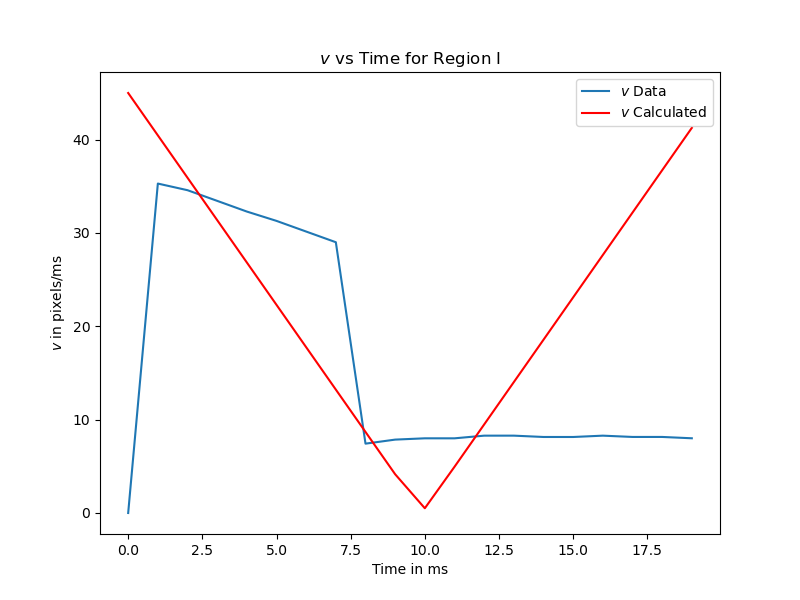 v vs Time for Region I
v Data
v Calculated
40
30
20
10
0
v in pixels/ms
0.0 2.5 5.0 7.5 10.0 12.5 15.0 17.5
Time in ms